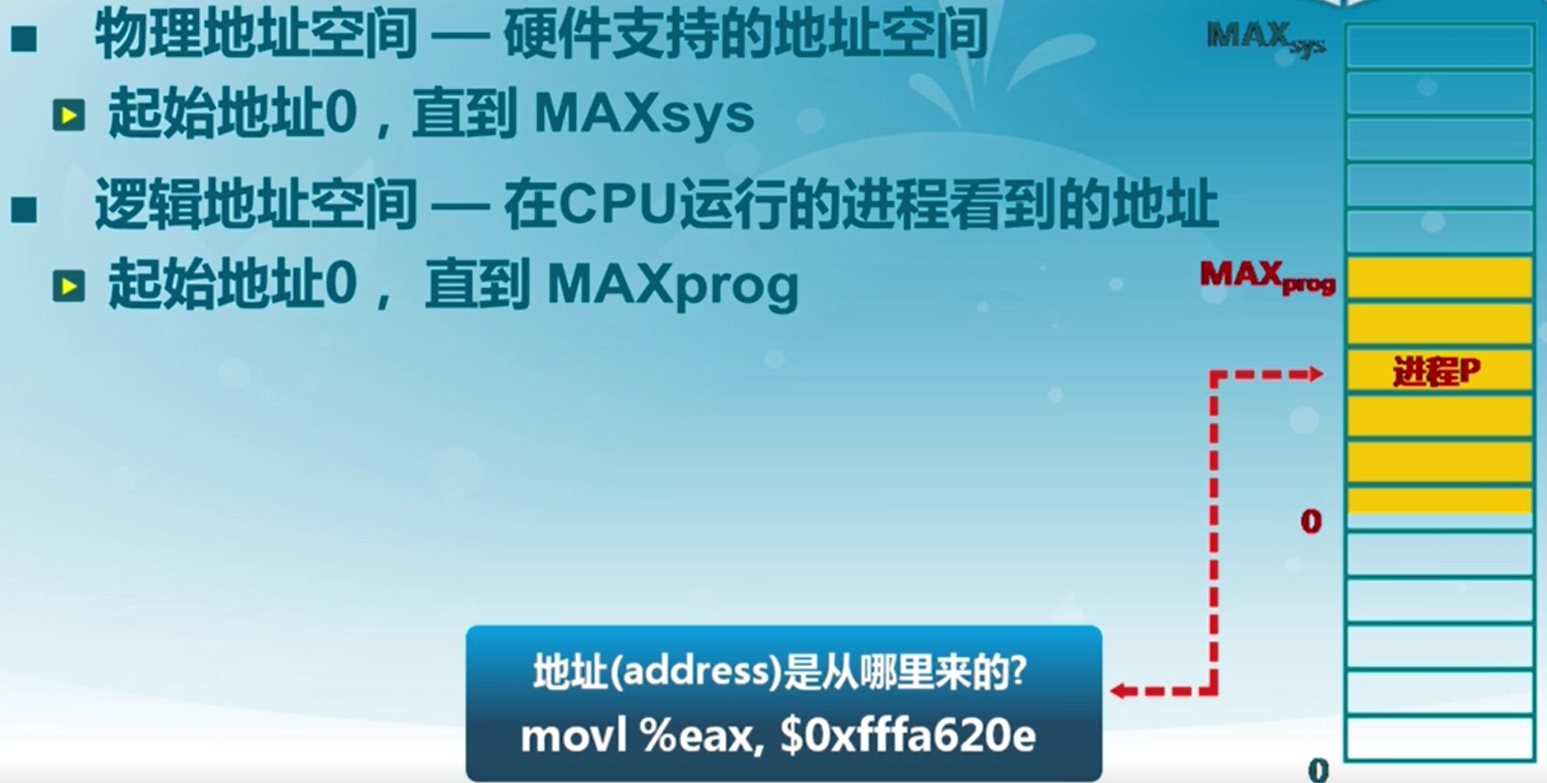 物理地址空间 — 硬件支持的地址空间
起始地址0，直到 MAXsys
逻辑地址空间 — 在CPU运行的进程看到的地址
起始地址0， 直到 MAXprog
MAXsys
MAXprog
进程P
0
0
地址(address)是从哪里来的?
movl %eax, $0xfffa620e